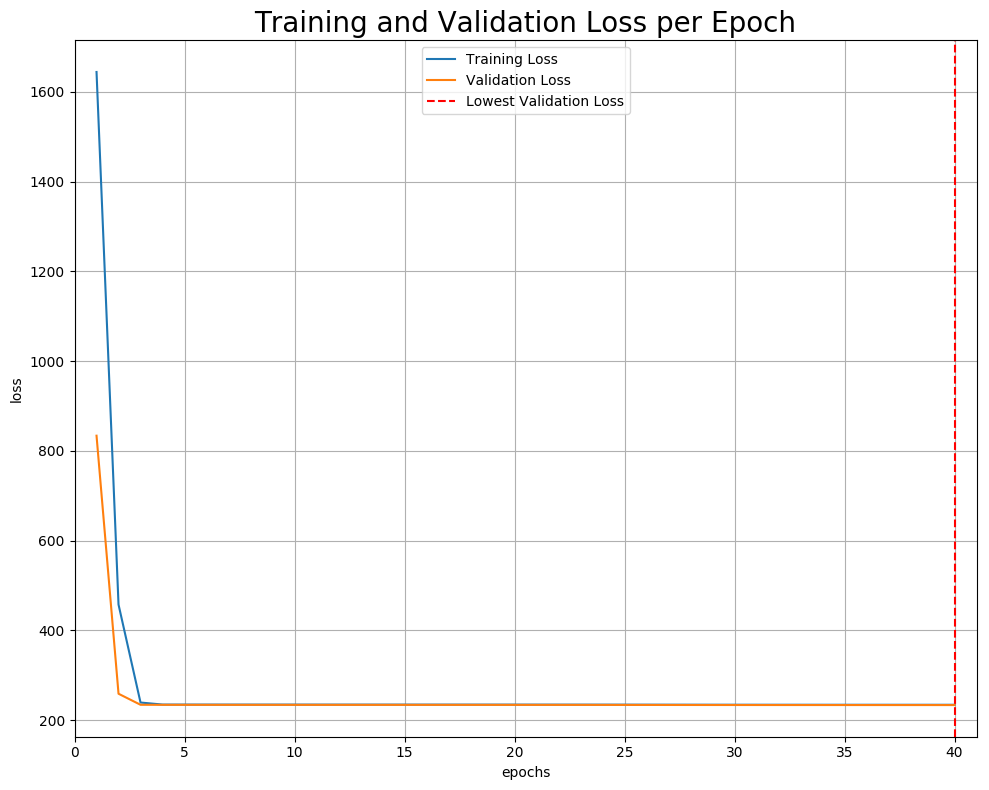 Training and Validation Loss per Epoch
Training Loss
Validation Loss
Lowest Validation Loss
1600
1400
1200
1000
800
600
400
200
loss
0 5 10 15 20 25 30 35 40
epochs